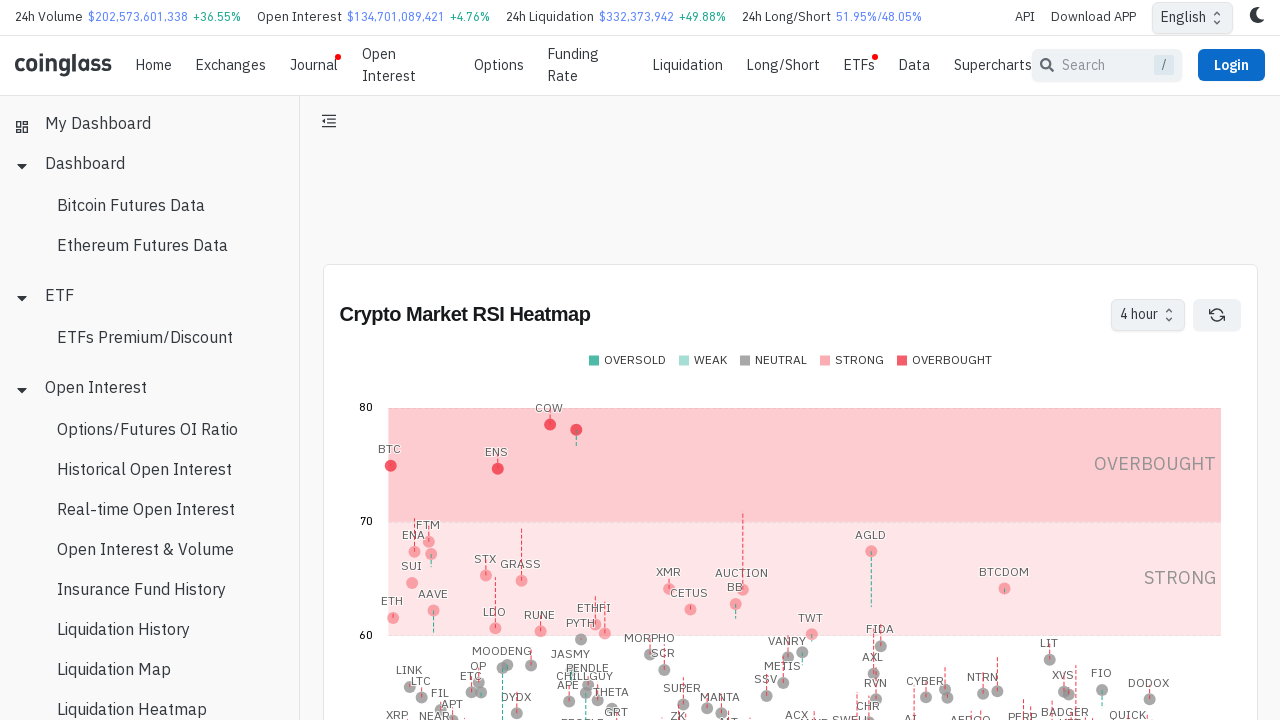 24h Volume $202,573,601,338 +36.55% Open Interest $134,701,089,421 +4.76% 24h Liquidation $332,373,942 +49.88% 24h Long/Short 51.95%/48.05% API Download APP English
coinglass Home Exchanges Journal Open Interest Options Funding Rate Liquidation Long/Short ETFs Data Supercharts Search / Login
My Dashboard
Dashboard
Bitcoin Futures Data
Ethereum Futures Data
ETF
ETFs Premium/Discount
Open Interest
Options/Futures OI Ratio
Historical Open Interest
Real-time Open Interest
Open Interest & Volume
Insurance Fund History
Liquidation History
Liquidation Map
Liquidation Heatmap
Crypto Market RSI Heatmap 4 hour
OVERSOLD WEAK NEUTRAL STRONG OVERBOUGHT
80
COW
BTC
ENS
OVERBOUGHT
70
FTM
ENA
AGLD
STX
GRASS
SUI
XMR
AUCTION
BTCDOM
STRONG
BB
CETUS
AAVE
ETH
ETHFI
LDO
RUNE
TWT
PYTH
60
FIDA
MORPHO
VANRY
LIT
MOODENG
JASMY
SCR
AXL
OP
METIS
LINK
PENDLE
ETC
CHILLGUY
SSV
NTRN
XVS
FIO
LTC
APE
RVN
CYBER
DODOX
FIL
THETA
SUPER
DYDX
MANTA
APT
CHR
XRP
NEAR
GRT
ZK
ACX
PERP
BADGER
QUICK